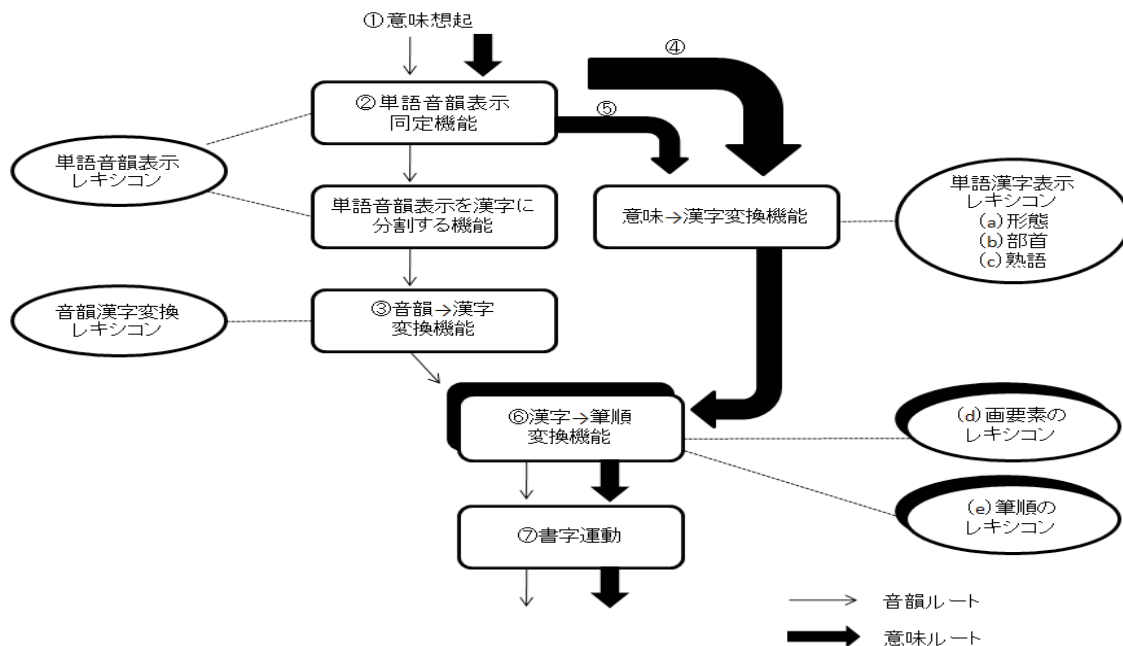 ①意味想起
④
②単語音韻表示
同定機能
⑤
単語音韻表示
レキシコン
単語音韻表示を漢字に
分割する機能
意味→漢字変換機能
単語漢字表示
レキシコン
(a)形態
(b)部首
(c)熟語
音韻漢字変換
レキシコン
③音韻→漢字
変換機能
⑥漢字→筆順
変換機能
(d)画要素の
レキシコン
(e)筆順の
レキシコン
⑦書字運動
音韻ルート
意味ルート